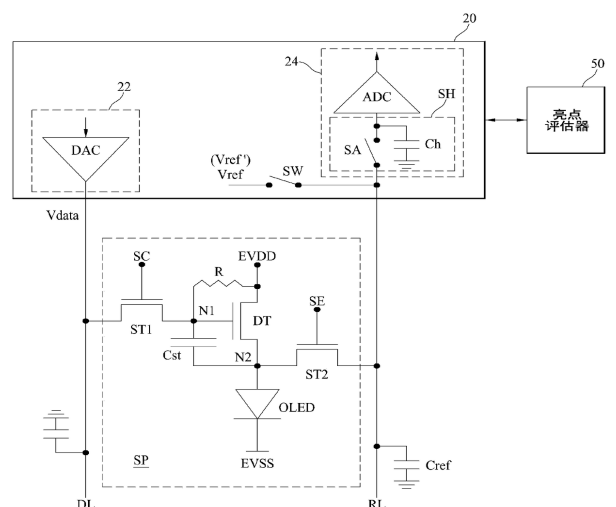 20
24
ADC
SH
50
22
DAC
SA
Ch
亮点
评估器
(Vref')
Vref
SW
Vdata
SC
EVDD
R
SE
N1
DT
ST1
Cst
N2
ST2
OLED
SP
EVSS
Cref
DL
RL